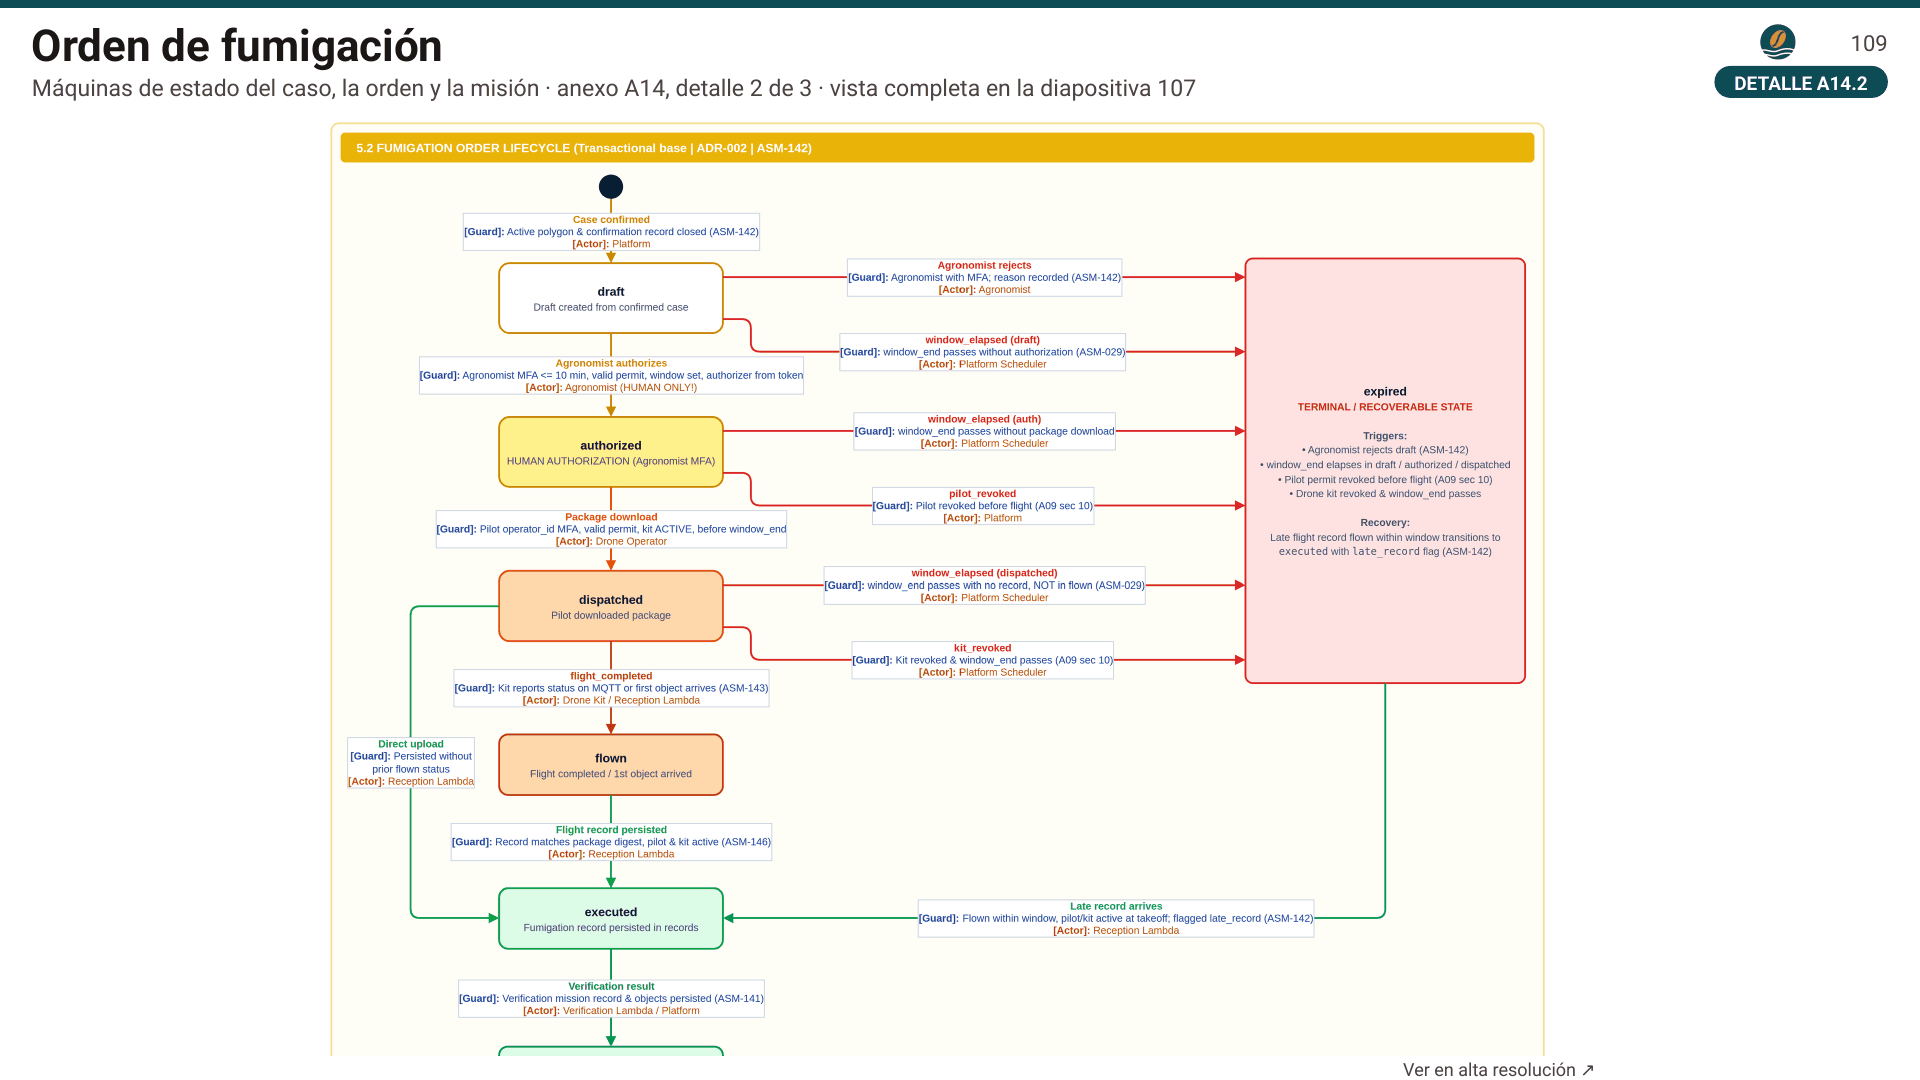 Orden de fumigación
109
Máquinas de estado del caso, la orden y la misión · anexo A14, detalle 2 de 3 · vista completa en la diapositiva 107
DETALLE A14.2
5.2 FUMIGATION ORDER LIFECYCLE (Transactional base | ADR-002 | ASM-142)
Case confirmed
[Guard]: Active polygon & confirmation record closed (ASM-142)
[Actor]: Platform
draft
Draft created from confirmed case
Agronomist rejects
[Guard]: Agronomist with MFA; reason recorded (ASM-142)
[Actor]: Agronomist
window_elapsed (draft)
[Guard]: window_end passes without authorization (ASM-029)
[Actor]: Platform Scheduler
Agronomist authorizes
[Guard]: Agronomist MFA <= 10 min, valid permit, window set, authorizer from token
[Actor]: Agronomist (HUMAN ONLY!)
authorized
HUMAN AUTHORIZATION (Agronomist MFA)
window_elapsed (auth)
[Guard]: window_end passes without package download
[Actor]: Platform Scheduler
pilot_revoked
[Guard]: Pilot revoked before flight (A09 sec 10)
[Actor]: Platform
expired
TERMINAL / RECOVERABLE STATE
Triggers:
• Agronomist rejects draft (ASM-142)
• window_end elapses in draft / authorized / dispatched
• Pilot permit revoked before flight (A09 sec 10)
• Drone kit revoked & window_end passes
Recovery:
Late flight record flown within window transitions to
executed with late_record flag (ASM-142)
Package download
[Guard]: Pilot operator_id MFA, valid permit, kit ACTIVE, before window_end
[Actor]: Drone Operator
dispatched
Pilot downloaded package
window_elapsed (dispatched)
[Guard]: window_end passes with no record, NOT in flown (ASM-029)
[Actor]: Platform Scheduler
kit_revoked
[Guard]: Kit revoked & window_end passes (A09 sec 10)
[Actor]: Platform Scheduler
flight_completed
[Guard]: Kit reports status on MQTT or first object arrives (ASM-143)
[Actor]: Drone Kit / Reception Lambda
Direct upload
[Guard]: Persisted without
prior flown status
[Actor]: Reception Lambda
flown
Flight completed / 1st object arrived
Flight record persisted
[Guard]: Record matches package digest, pilot & kit active (ASM-146)
[Actor]: Reception Lambda
executed
Fumigation record persisted in records
Late record arrives
[Guard]: Flown within window, pilot/kit active at takeoff; flagged late_record (ASM-142)
[Actor]: Reception Lambda
Verification result
[Guard]: Verification mission record & objects persisted (ASM-141)
[Actor]: Verification Lambda / Platform
Ver en alta resolución ↗